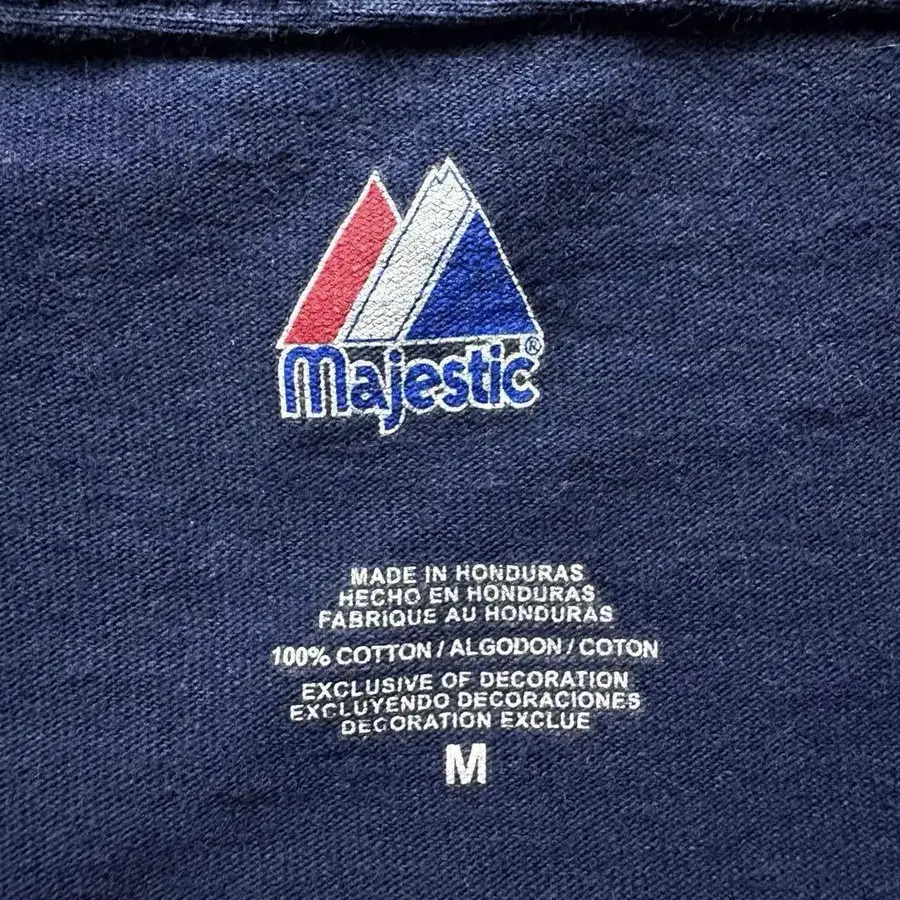 Majestic®
MADE IN HONDURAS
HECHO EN HONDURAS
FABRIQUE AU HONDURAS
100% COTTON / ALGODON / COTON
EXCLUSIVE OF DECORATION
EXCLUYENDO DECORACIONES
DECORATION EXCLUE
M